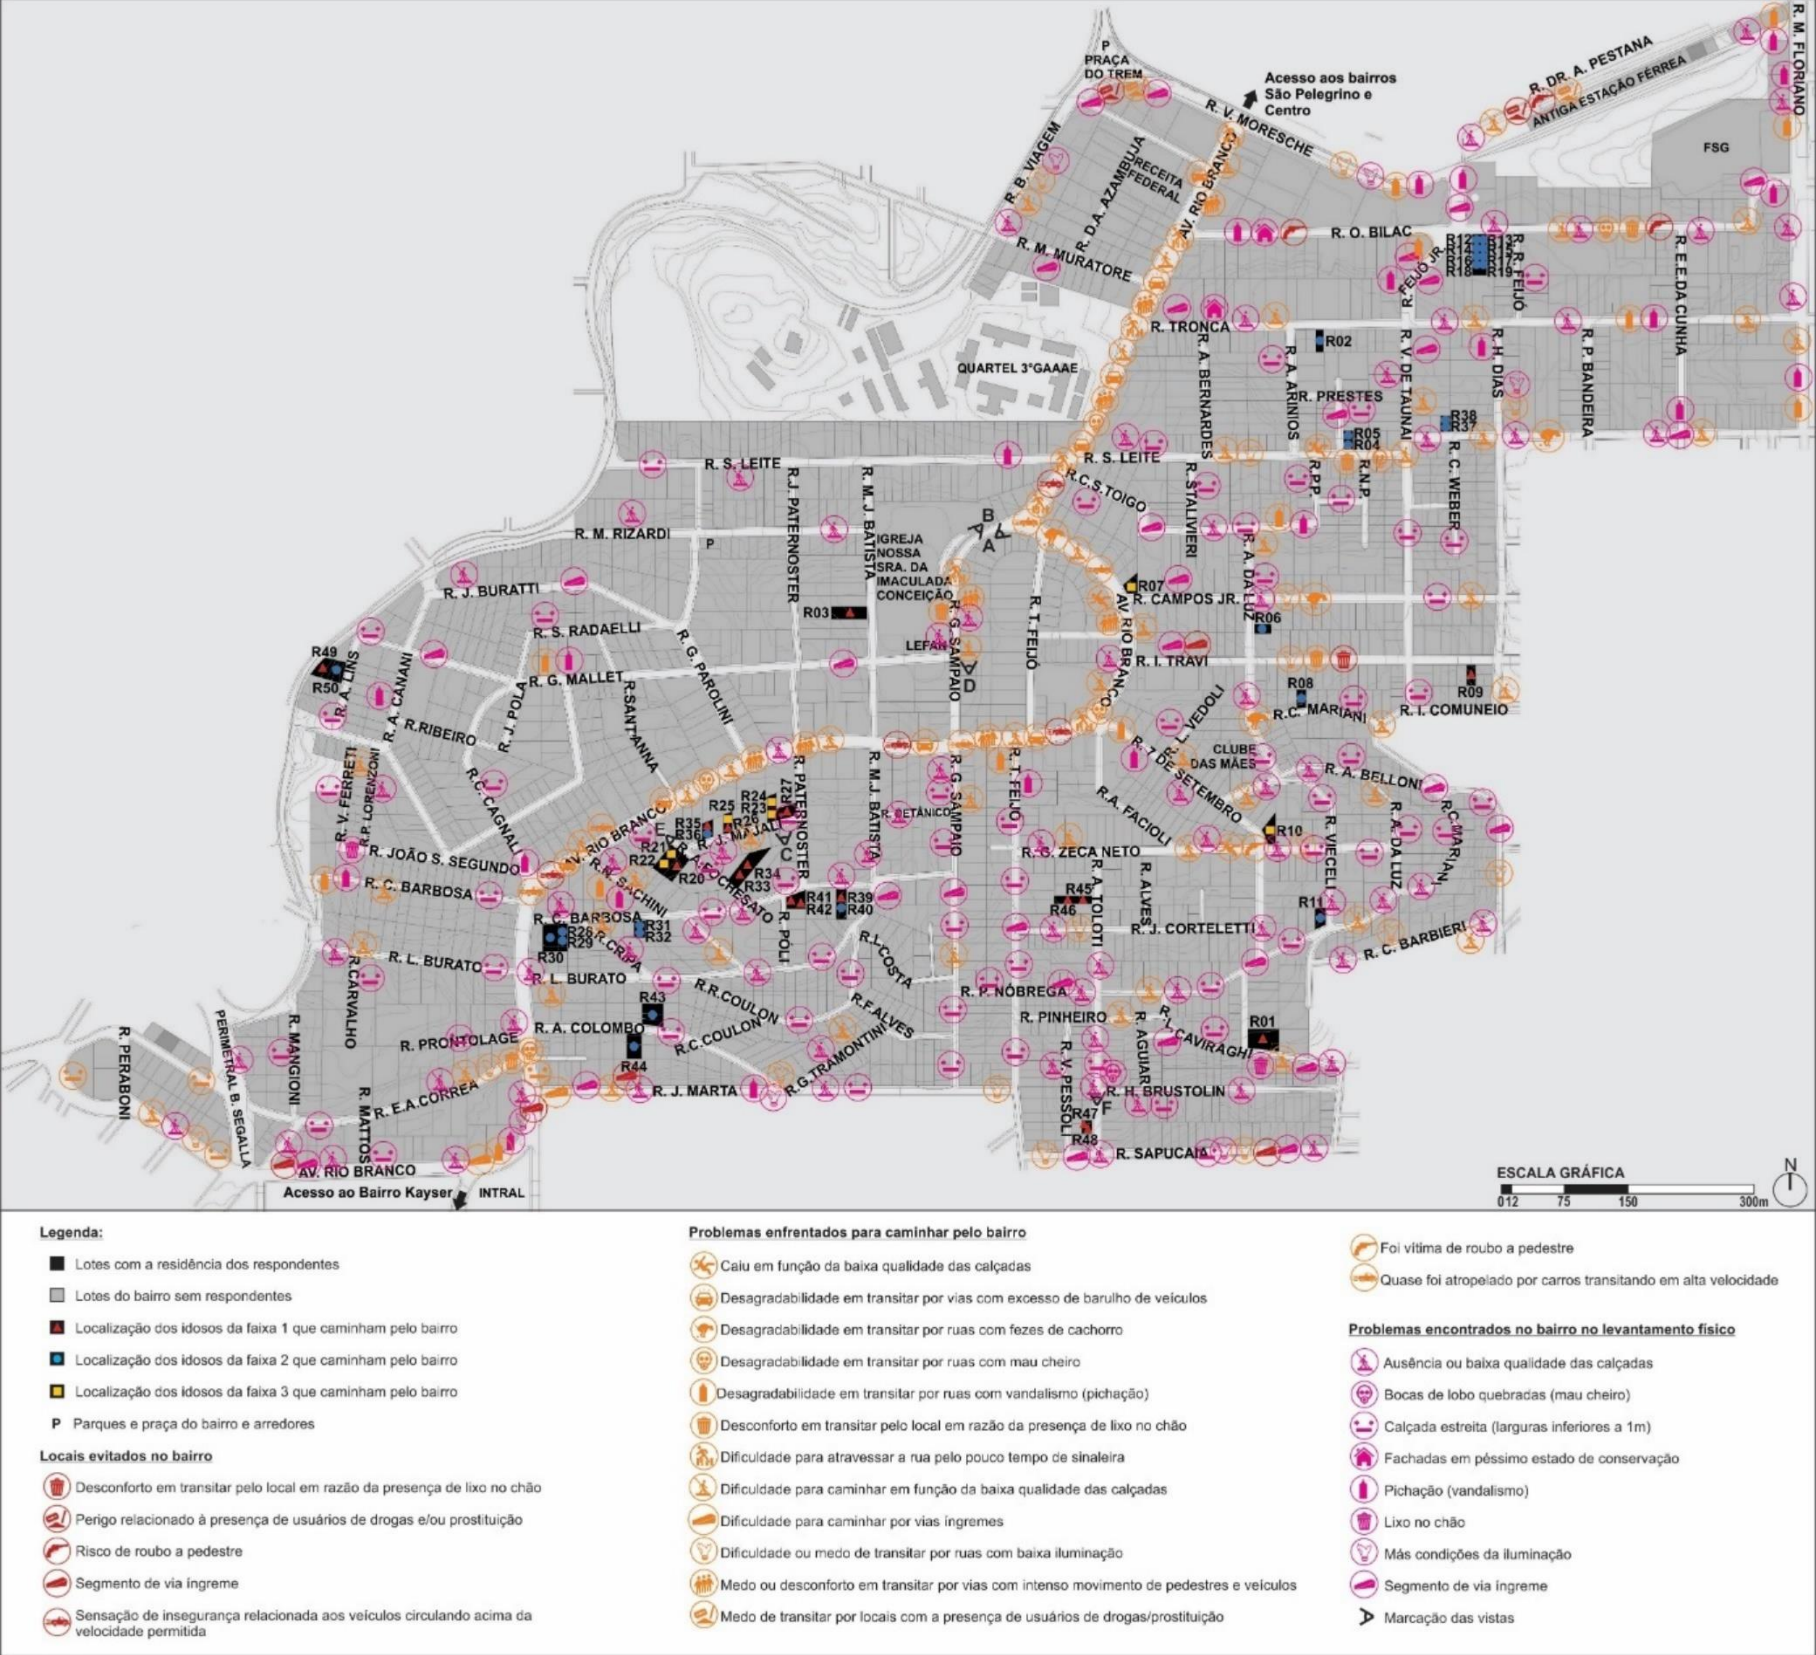 P
PRAÇA
DO TREM
Acesso aos bairros
São Pelegrino e
Centro
R. V. MORESCHE
R. DR. A. PESTANA
ANTIGA ESTAÇÃO FÉRREA
R. M. FLORIANO
FSG
R. B. VIAGEM
R. D.A. AZAMBUJA
RECEITA
FEDERAL
AV. RIO BRANCO
R. M. MURATORE
R. O. BILAC
R12
R14
R16
R18
R17
R19
R. R. FEIJÓ
R. FEIJÓ JR.
R. E.E.DA CUNHA
R. TRONCA
R02
QUARTEL 3°GAAAE
R. A. BERNARDES
R. A. ARINIOS
R. PRESTES
R. V. DE TAUNAI
R. H. DIAS
R. P. BANDEIRA
R38
R37
R05
R04
R. S. LEITE
R. S. LEITE
R.C.S.TOIGO
R. STALIVIERI
R.P.P.
R.N.P.
R. C. WEBER
R. M. RIZARDI
P
R.J. PATERNOSTER
R. M.J. BATISTA
IGREJA
NOSSA
SRA. DA
IMACULADA
CONCEIÇÃO
B
A
R. J. BURATTI
R. S. RADAELLI
R03
R07
R. CAMPOS JR.
R. A. DA LUZ
R06
R. G. SAMPAIO
LEFAN
R. T. FEIJÓ
AV. RIO BRANCO
R. I. TRAVI
D
R49
R50
R. A. LINS
R. A. CANANI
R. G. MALLET
R. G. PAROLINI
R.SANT'ANNA
R. J. POLA
R.RIBEIRO
R08
R.C. MARIANI
R09
R. I. COMUNEIO
R. L. VEDOLI
R. 7 DE SETEMBRO
CLUBE
DAS MÃES
R. A. BELLONI
R. V. FERRETI
R.P. LORENZONI
R.C. CAGNALI
R.A. FACIOLI
R24
R23
R27
R25
R26
R35
R36
E
R. J. MAJALI
R21
R22
R20
C
R34
R33
R. PATERNOSTER
R. M.J. BATISTA
R. BETÂNICO
R. G. SAMPAIO
R. T. FEIJO
R10
R. G. ZECA NETO
R. VIECELI
R. A. DA LUZ
AV. RIO BRANCO
R. JOÃO S. SEGUNDO
R. C. BARBOSA
R.N. SACHINI
R. C. BARBOSA
R28
R29
R30
R31
R32
R.CRIPA
R41
R42
R39
R40
R. POLI
R.L.COSTA
R45
R46
R. A. TOLOTI
R. ALVES
R11
R. J. CORTELETTI
R. C. BARBIERI
R. L. BURATO
R. L. BURATO
R.CARVALHO
R43
R.R.COULON
R.F.ALVES
R. P. NÓBREGA
R. PINHEIRO
R. AGUIAR
R. L. CAVIRAGHI
R01
R. A. COLOMBO
R.C.COULON
R. PRONTOLAGE
R44
R.G.TRAMONTINI
R. J. MARTA
R. V. PESSOLI
R. H. BRUSTOLIN
F
R47
R48
R. SAPUCAIA
R. PERABONI
PERIMETRAL B. SEGALLA
R. MANGIONI
R. MATTOS
R. E.A.CORREA
AV. RIO BRANCO
Acesso ao Bairro Kayser
INTRAL
ESCALA GRÁFICA
012 75 150 300m
N
Legenda:
Lotes com a residência dos respondentes
Lotes do bairro sem respondentes
Localização dos idosos da faixa 1 que caminham pelo bairro
Localização dos idosos da faixa 2 que caminham pelo bairro
Localização dos idosos da faixa 3 que caminham pelo bairro
P Parques e praça do bairro e arredores
Locais evitados no bairro
Desconforto em transitar pelo local em razão da presença de lixo no chão
Perigo relacionado à presença de usuários de drogas e/ou prostituição
Risco de roubo a pedestre
Segmento de via íngreme
Sensação de insegurança relacionada aos veículos circulando acima da
velocidade permitida
Problemas enfrentados para caminhar pelo bairro
Caiu em função da baixa qualidade das calçadas
Desagradabilidade em transitar por vias com excesso de barulho de veículos
Desagradabilidade em transitar por ruas com fezes de cachorro
Desagradabilidade em transitar por ruas com mau cheiro
Desagradabilidade em transitar por ruas com vandalismo (pichação)
Desconforto em transitar pelo local em razão da presença de lixo no chão
Dificuldade para atravessar a rua pelo pouco tempo de sinaleira
Dificuldade para caminhar em função da baixa qualidade das calçadas
Dificuldade para caminhar por vias íngremes
Dificuldade ou medo de transitar por ruas com baixa iluminação
Medo ou desconforto em transitar por vias com intenso movimento de pedestres e veículos
Medo de transitar por locais com a presença de usuários de drogas/prostituição
Foi vítima de roubo a pedestre
Quase foi atropelado por carros transitando em alta velocidade
Problemas encontrados no bairro no levantamento físico
Ausência ou baixa qualidade das calçadas
Bocas de lobo quebradas (mau cheiro)
Calçada estreita (larguras inferiores a 1m)
Fachadas em péssimo estado de conservação
Pichação (vandalismo)
Lixo no chão
Más condições da iluminação
Segmento de via íngreme
Marcação das vistas